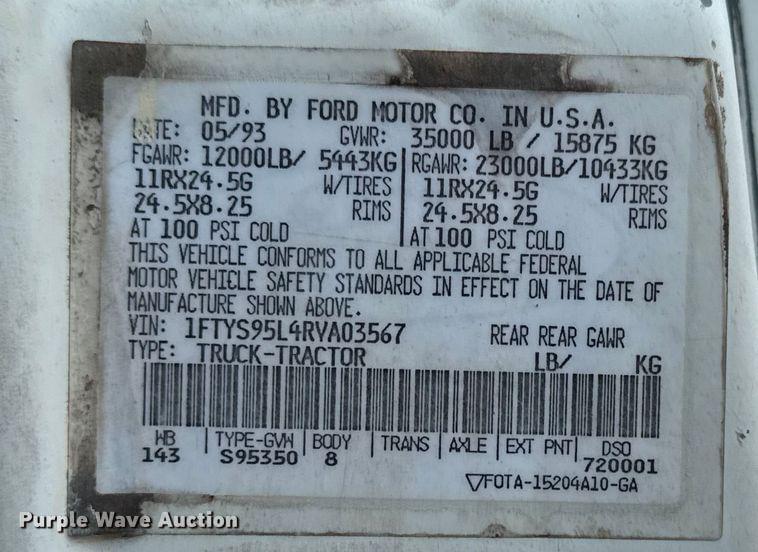 MFD. BY FORD MOTOR CO. IN U.S.A.
DATE: 05/93 GVWR: 35000 LB / 15875 KG
FGAWR: 12000LB/ 5443KG RGAWR: 23000LB/10433KG
11RX24.5G W/TIRES 11RX24.5G W/TIRES
24.5X8.25 RIMS 24.5X8.25 RIMS
AT 100 PSI COLD AT 100 PSI COLD
THIS VEHICLE CONFORMS TO ALL APPLICABLE FEDERAL
MOTOR VEHICLE SAFETY STANDARDS IN EFFECT ON THE DATE OF
MANUFACTURE SHOWN ABOVE.
VIN: 1FTYS95L4RVA03567 REAR REAR GAWR
TYPE: TRUCK-TRACTOR LB/ KG
WB TYPE-GVW BODY TRANS AXLE EXT PNT DSO
143 S95350 8 720001
▽FOTA-15204A10-GA
Purple Wave Auction